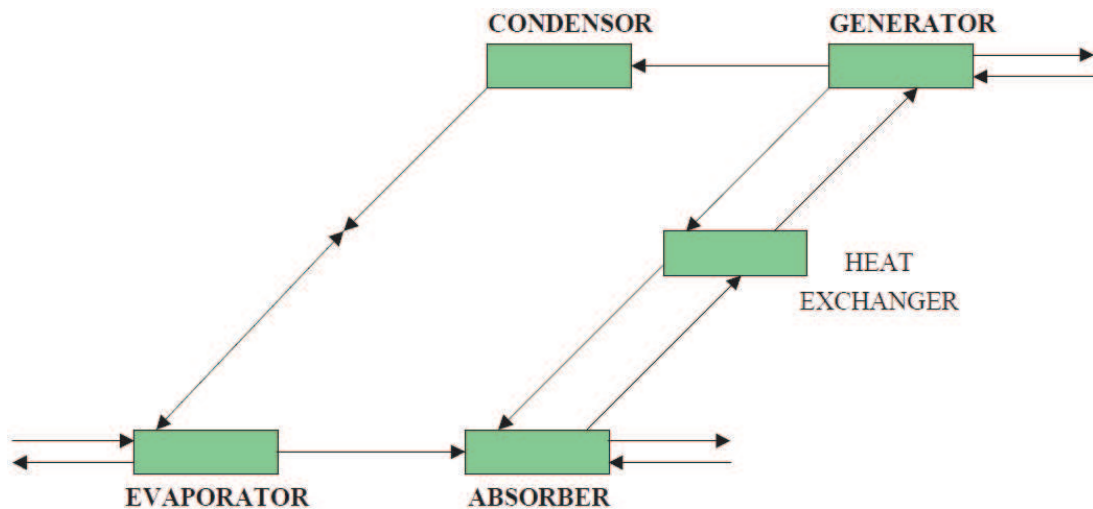 CONDENSOR
GENERATOR
HEAT
EXCHANGER
EVAPORATOR
ABSORBER